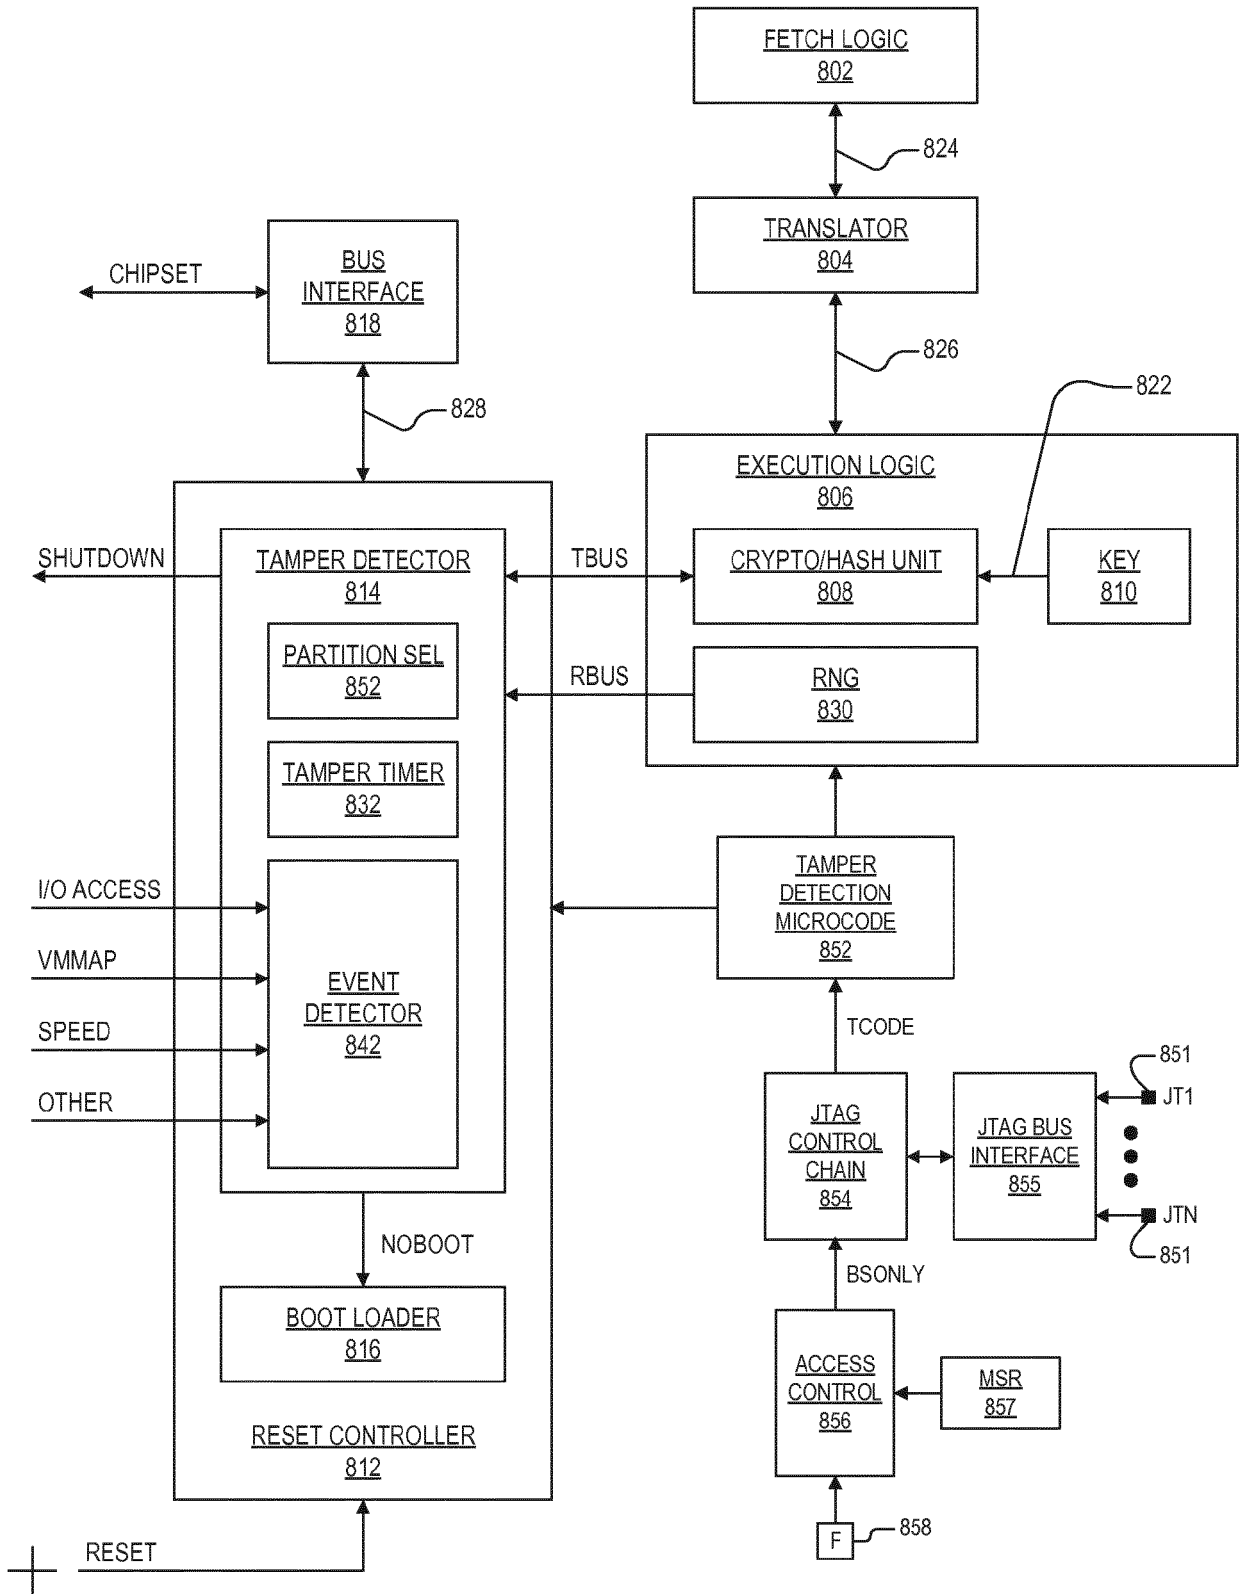 FETCH LOGIC
802
824
TRANSLATOR
804
BUS
INTERFACE
818
CHIPSET
826
822
828
EXECUTION LOGIC
806
SHUTDOWN
TAMPER DETECTOR
814
TBUS
CRYPTO/HASH UNIT
808
KEY
810
PARTITION SEL
852
RBUS
RNG
830
TAMPER TIMER
832
I/O ACCESS
VMMAP
SPEED
OTHER
EVENT
DETECTOR
842
TAMPER
DETECTION
MICROCODE
852
TCODE
JTAG
CONTROL
CHAIN
854
JTAG BUS
INTERFACE
855
851
JT1
JTN
851
NOBOOT
BSONLY
BOOT LOADER
816
ACCESS
CONTROL
856
MSR
857
RESET CONTROLLER
812
F
858
RESET